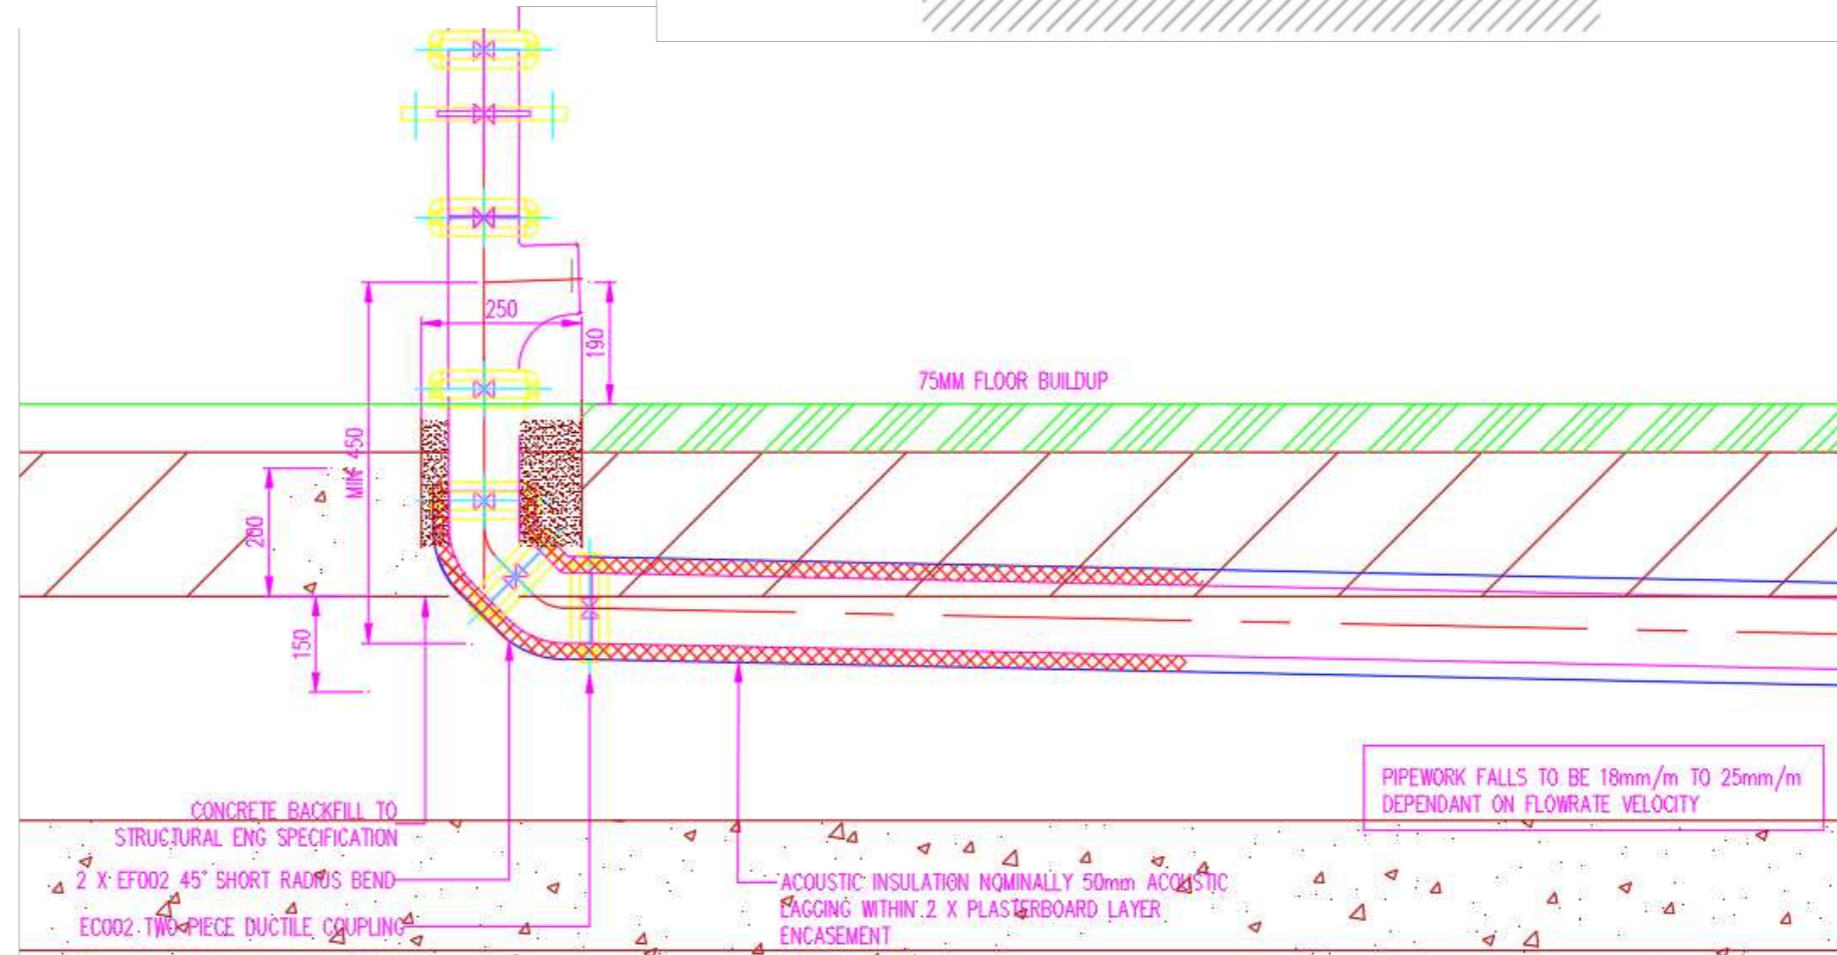 250
190
75MM FLOOR BUILDUP
MIN 450
200
150
PIPEWORK FALLS TO BE 18mm/m TO 25mm/m
DEPENDANT ON FLOWRATE VELOCITY
CONCRETE BACKFILL TO
STRUCTURAL ENG SPECIFICATION
2 X EF002 45° SHORT RADIUS BEND
EC002 TWO-PIECE DUCTILE COUPLING
ACOUSTIC INSULATION NOMINALLY 50mm ACOUSTIC
LAGGING WITHIN 2 X PLASTERBOARD LAYER
ENCASEMENT